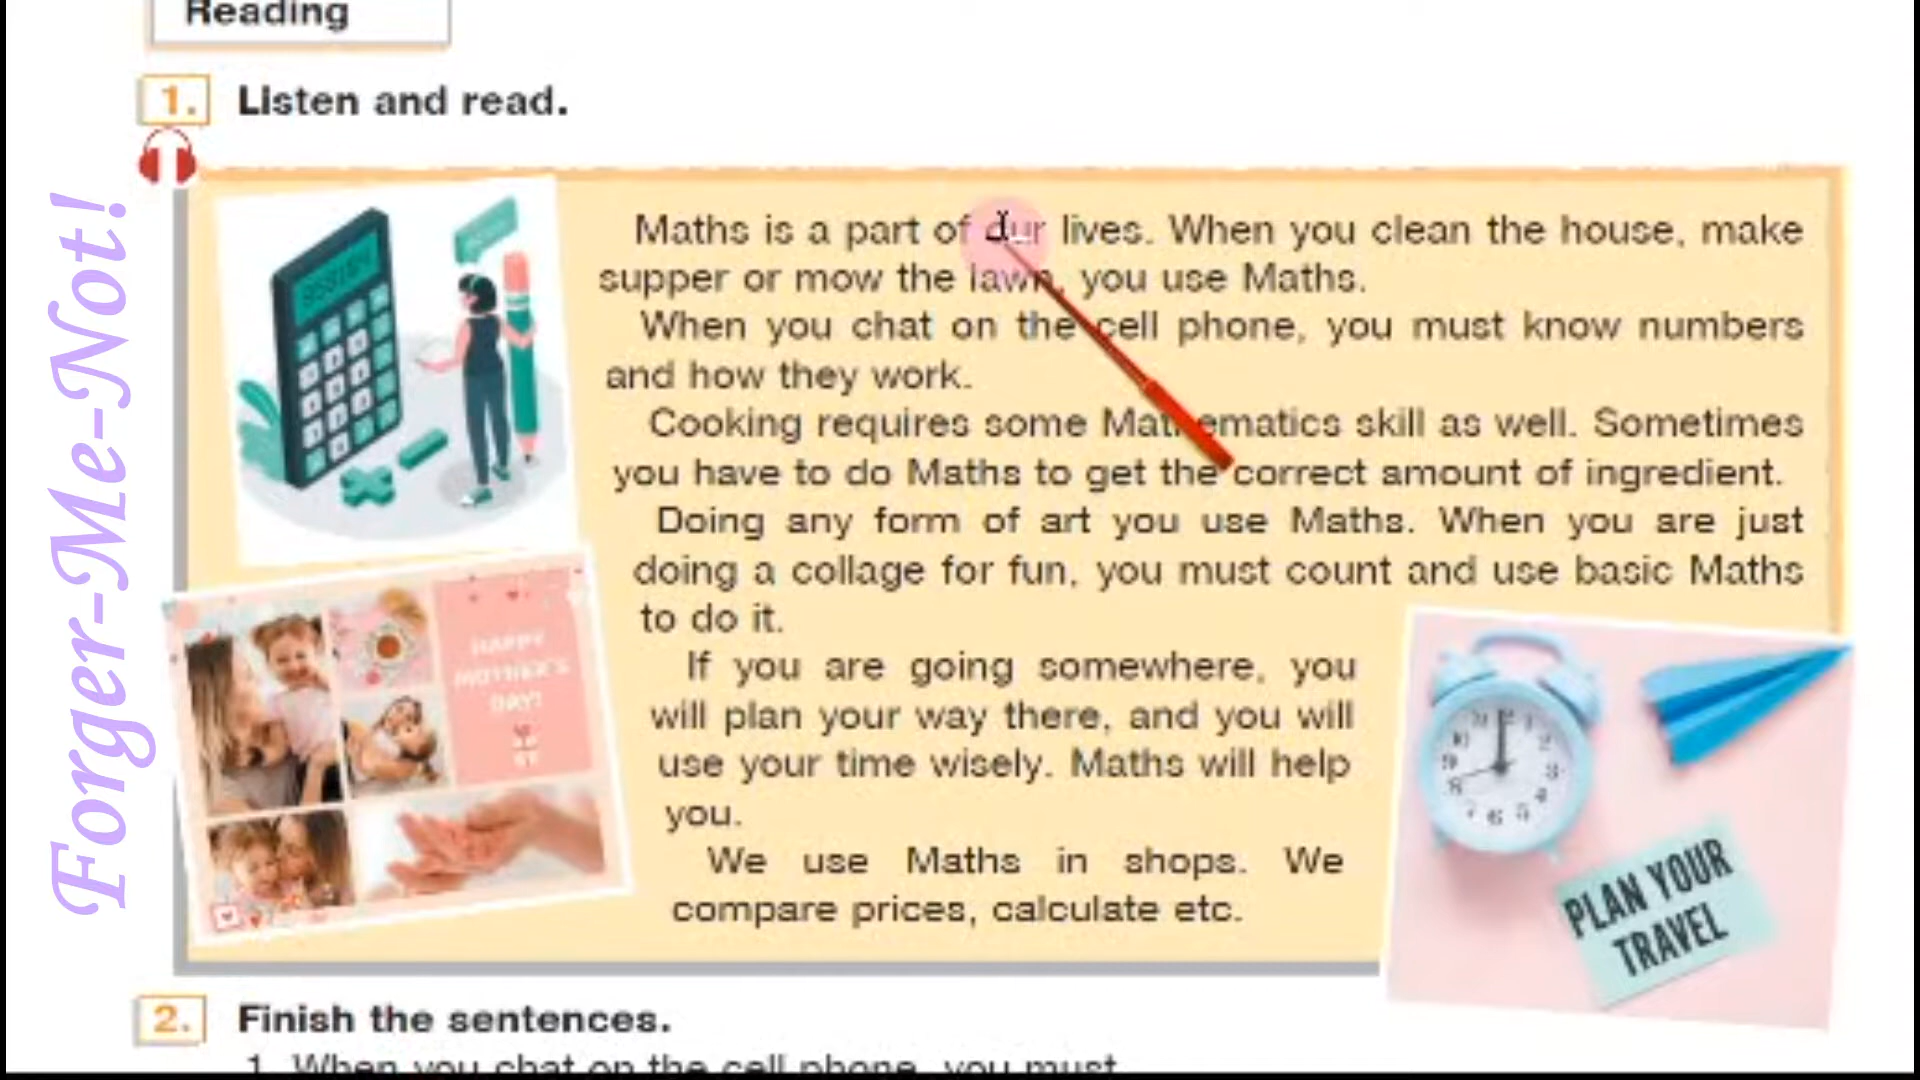 Reading
1. Listen and read.
Maths is a part of our lives. When you clean the house, make
supper or mow the lawn, you use Maths.
When you chat on the cell phone, you must know numbers
and how they work.
Cooking requires some Mathematics skill as well. Sometimes
you have to do Maths to get the correct amount of ingredient.
Doing any form of art you use Maths. When you are just
doing a collage for fun, you must count and use basic Maths
to do it.
If you are going somewhere, you
will plan your way there, and you will
use your time wisely. Maths will help
you.
We use Maths in shops. We
compare prices, calculate etc.
HAPPY
MOTHER'S
DAY!
PLAN YOUR
TRAVEL
2. Finish the sentences.
1. When you chat on the cell phone, you must
Forger-Me-Not!